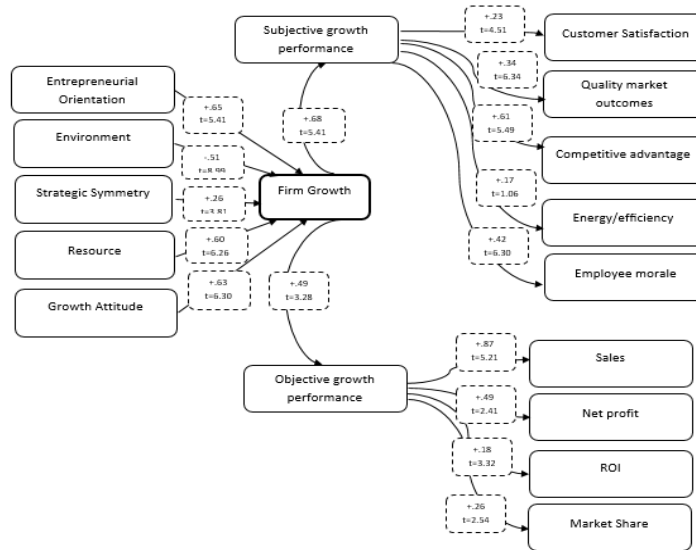 Subjective growth
performance
+.23
t=4.51
Customer Satisfaction
+.34
t=6.34
Quality market
outcomes
+.61
t=5.49
Competitive advantage
+.17
t=1.06
Energy/efficiency
+.42
t=6.30
Employee morale
Entrepreneurial
Orientation
+.65
t=5.41
Environment
-.51
t=8.99
Strategic Symmetry
+.26
t=3.81
Resource
+.60
t=6.26
Growth Attitude
+.63
t=6.30
+.68
t=5.41
Firm Growth
+.49
t=3.28
Objective growth
performance
+.87
t=5.21
Sales
+.49
t=2.41
Net profit
+.18
t=3.32
ROI
+.26
t=2.54
Market Share